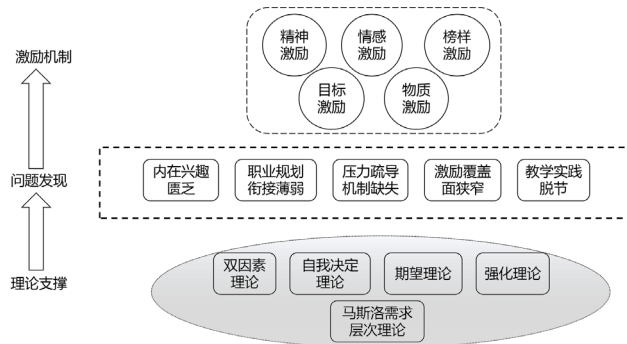 激励机制
精神
激励
情感
激励
榜样
激励
目标
激励
物质
激励
问题发现
内在兴趣
匮乏
职业规划
衔接薄弱
压力疏导
机制缺失
激励覆盖
面狭窄
教学实践
脱节
理论支撑
双因素
理论
自我决定
理论
期望理论
强化理论
马斯洛需求
层次理论